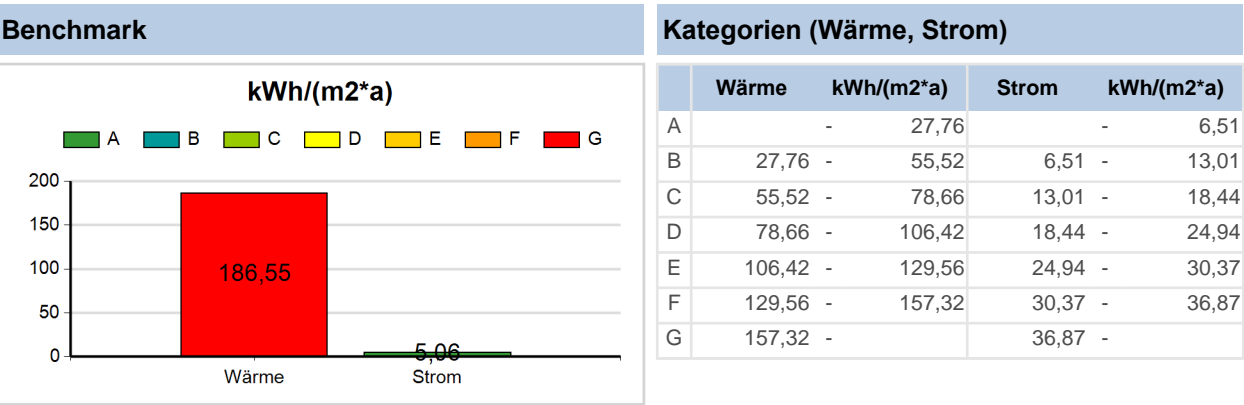 Benchmark
kWh/(m2*a)
A B C D E F G
200
150
100
50
0
186,55
5,06
Wärme Strom
Kategorien (Wärme, Strom)
Wärme kWh/(m2*a) Strom kWh/(m2*a)
A - 27,76 - 6,51
B 27,76 - 55,52 6,51 - 13,01
C 55,52 - 78,66 13,01 - 18,44
D 78,66 - 106,42 18,44 - 24,94
E 106,42 - 129,56 24,94 - 30,37
F 129,56 - 157,32 30,37 - 36,87
G 157,32 - 36,87 -